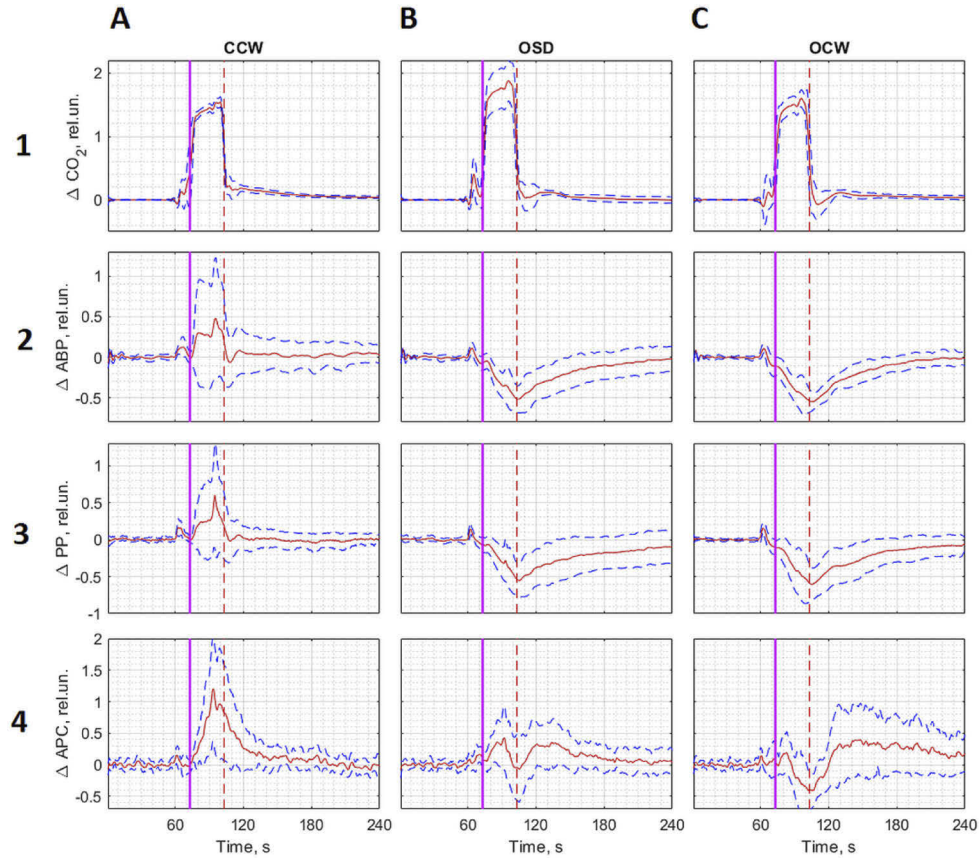 A B C
CCW OSD OCW
1
Δ CO2, rel.un.
2
1
0
2
Δ ABP, rel.un.
1
0.5
0
-0.5
3
Δ PP, rel.un.
1
0.5
0
-0.5
-1
4
Δ APC, rel.un.
2
1.5
1
0.5
0
-0.5
60 120 180 240 60 120 180 240 60 120 180 240
Time, s Time, s Time, s